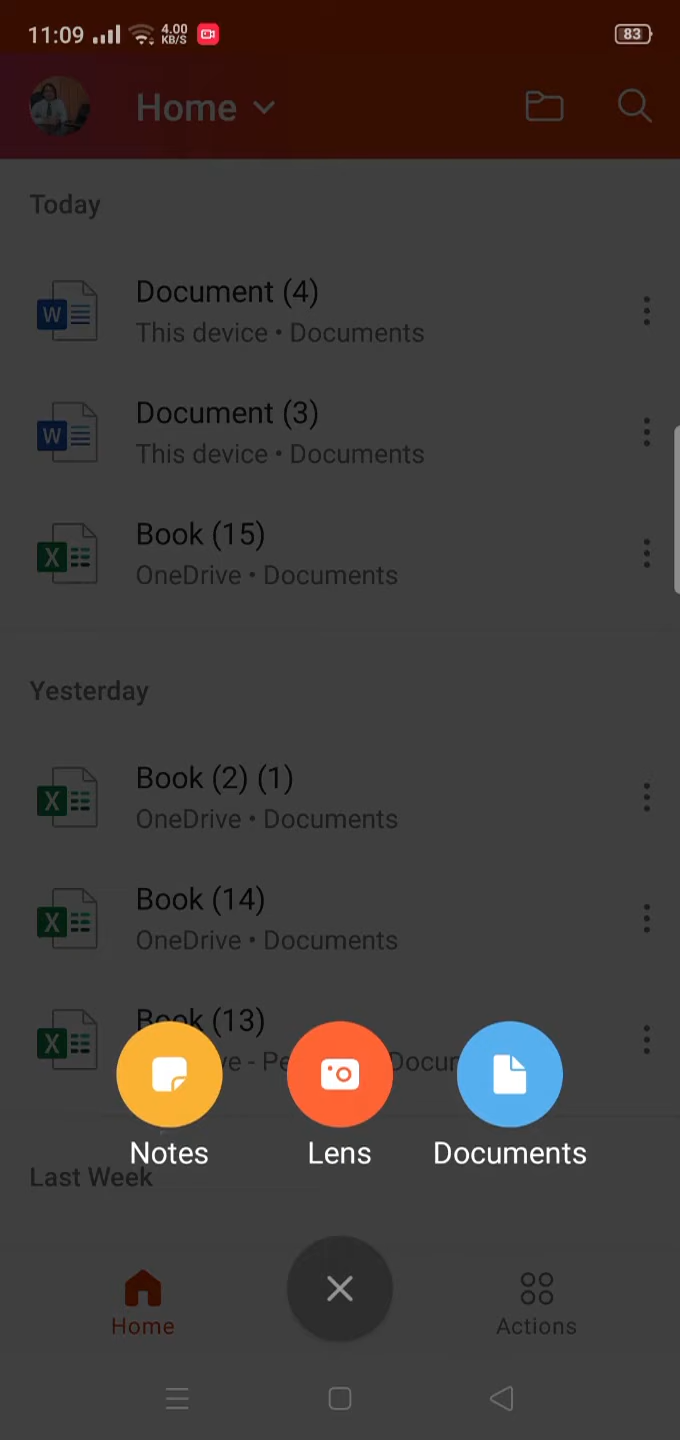 11:09 4.00 KB/S 83
Home
Today
Document (4)
This device • Documents
Document (3)
This device • Documents
Book (15)
OneDrive • Documents
Yesterday
Book (2) (1)
OneDrive • Documents
Book (14)
OneDrive • Documents
Book (13)
Notes Lens Documents
Last Week
Home Actions